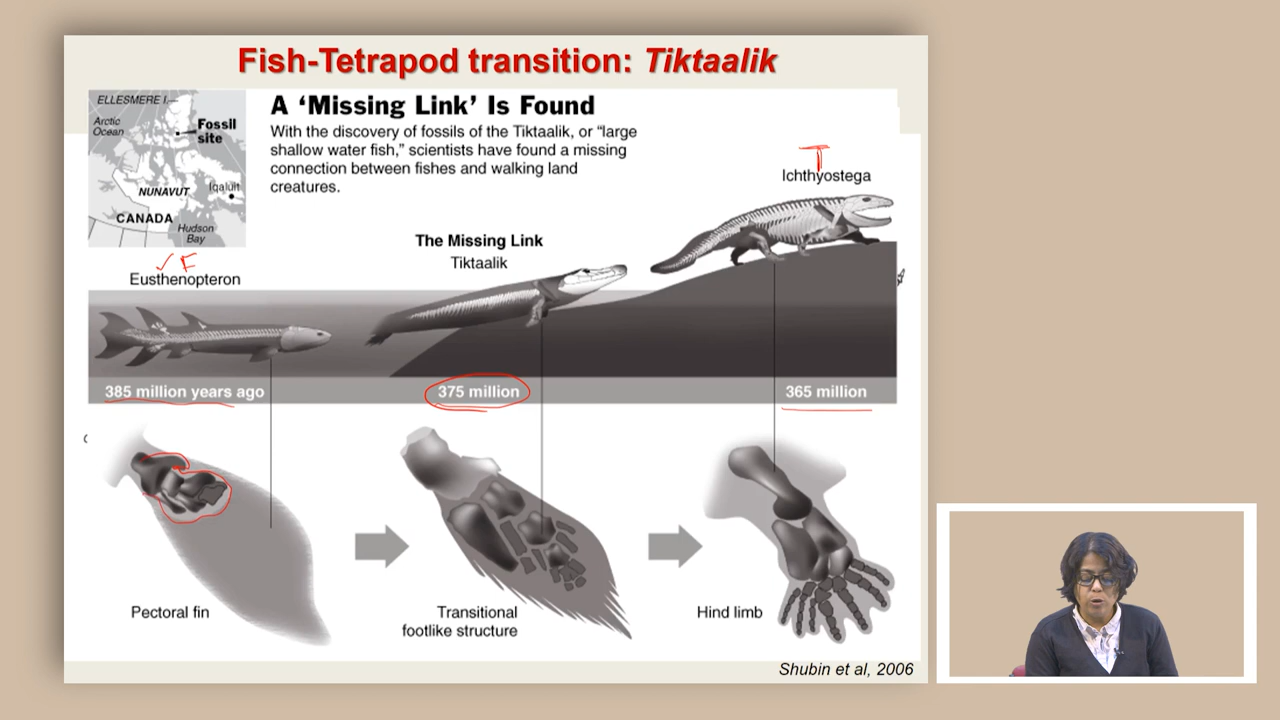 Fish-Tetrapod transition: Tiktaalik
ELLESMERE I.
Arctic
Ocean
Fossil
site
NUNAVUT
Iqaluit
CANADA
Hudson
Bay
A ‘Missing Link’ Is Found
With the discovery of fossils of the Tiktaalik, or “large
shallow water fish,” scientists have found a missing
connection between fishes and walking land
creatures.
T
Ichthyostega
The Missing Link
Tiktaalik
F
Eusthenopteron
385 million years ago
375 million
365 million
Pectoral fin
Transitional
footlike structure
Hind limb
Shubin et al, 2006